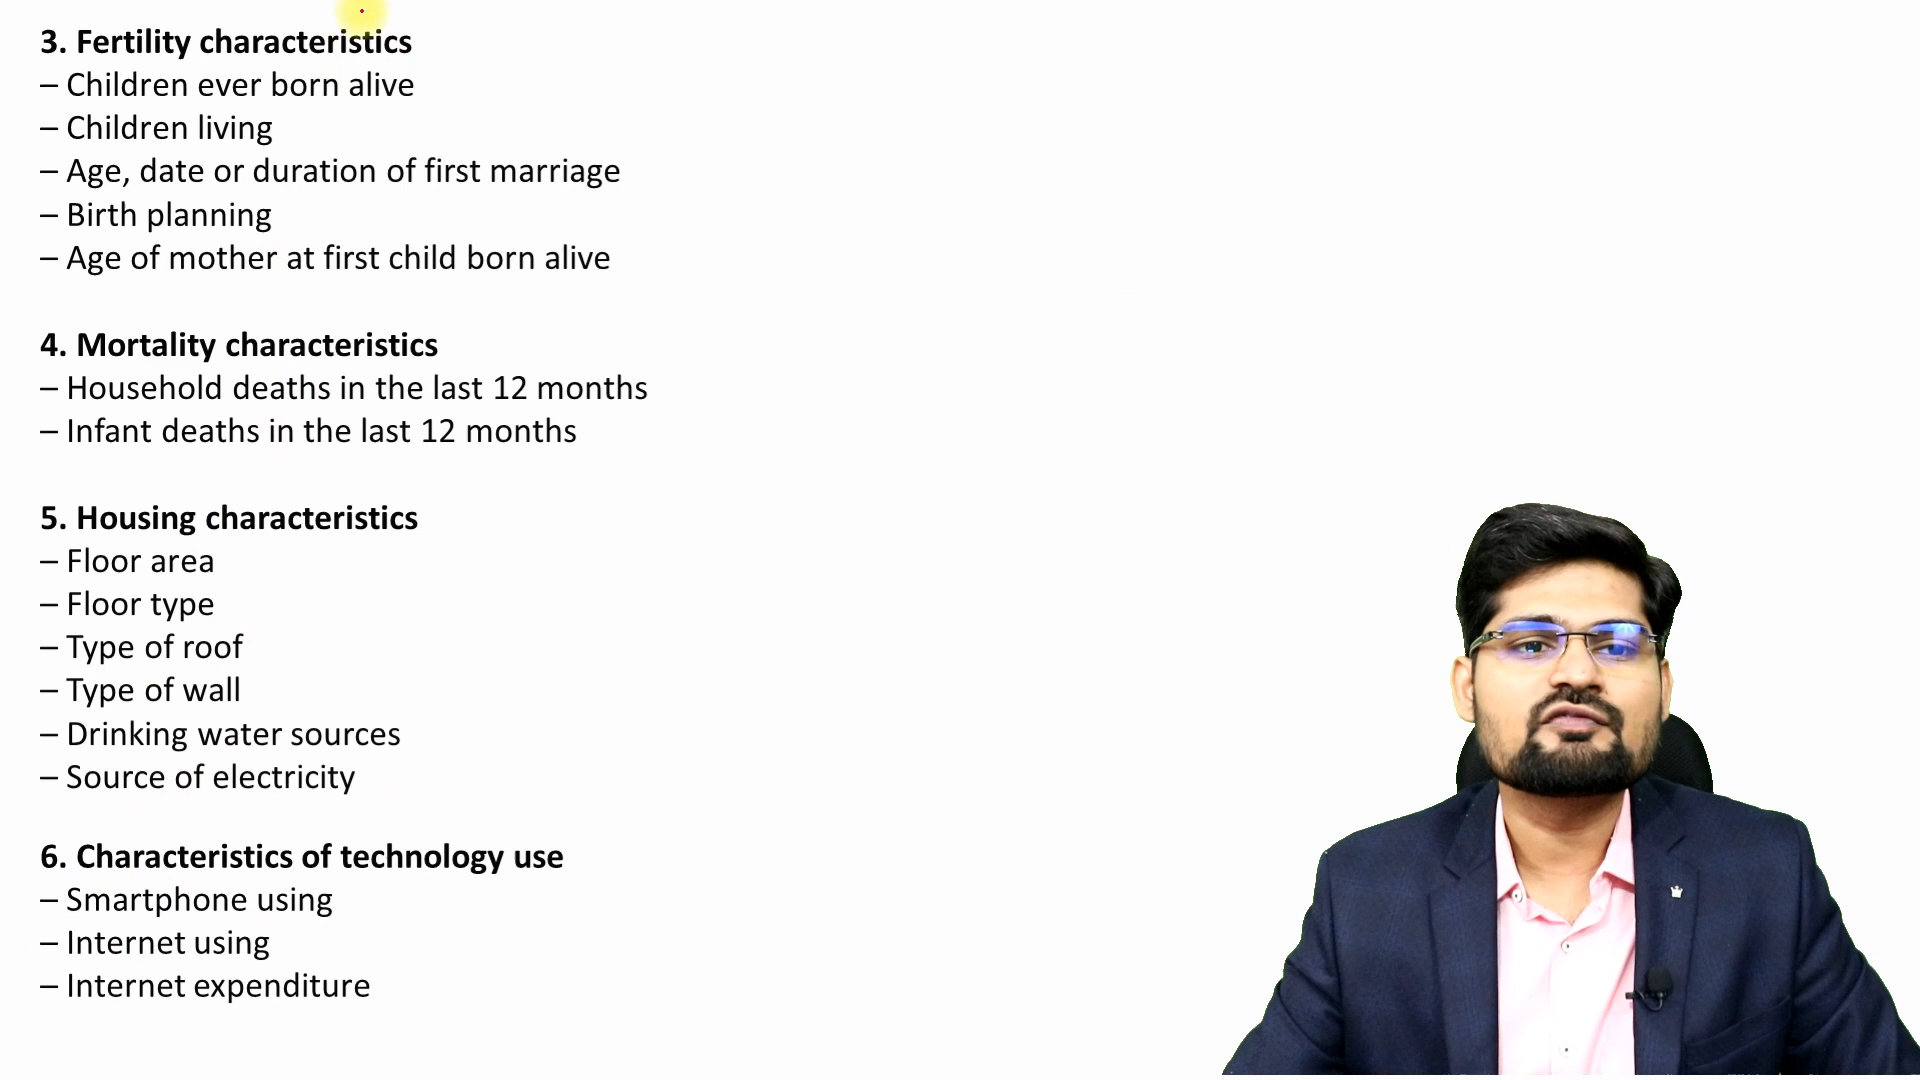 3. Fertility characteristics
– Children ever born alive
– Children living
– Age, date or duration of first marriage
– Birth planning
– Age of mother at first child born alive
4. Mortality characteristics
– Household deaths in the last 12 months
– Infant deaths in the last 12 months
5. Housing characteristics
– Floor area
– Floor type
– Type of roof
– Type of wall
– Drinking water sources
– Source of electricity
6. Characteristics of technology use
– Smartphone using
– Internet using
– Internet expenditure